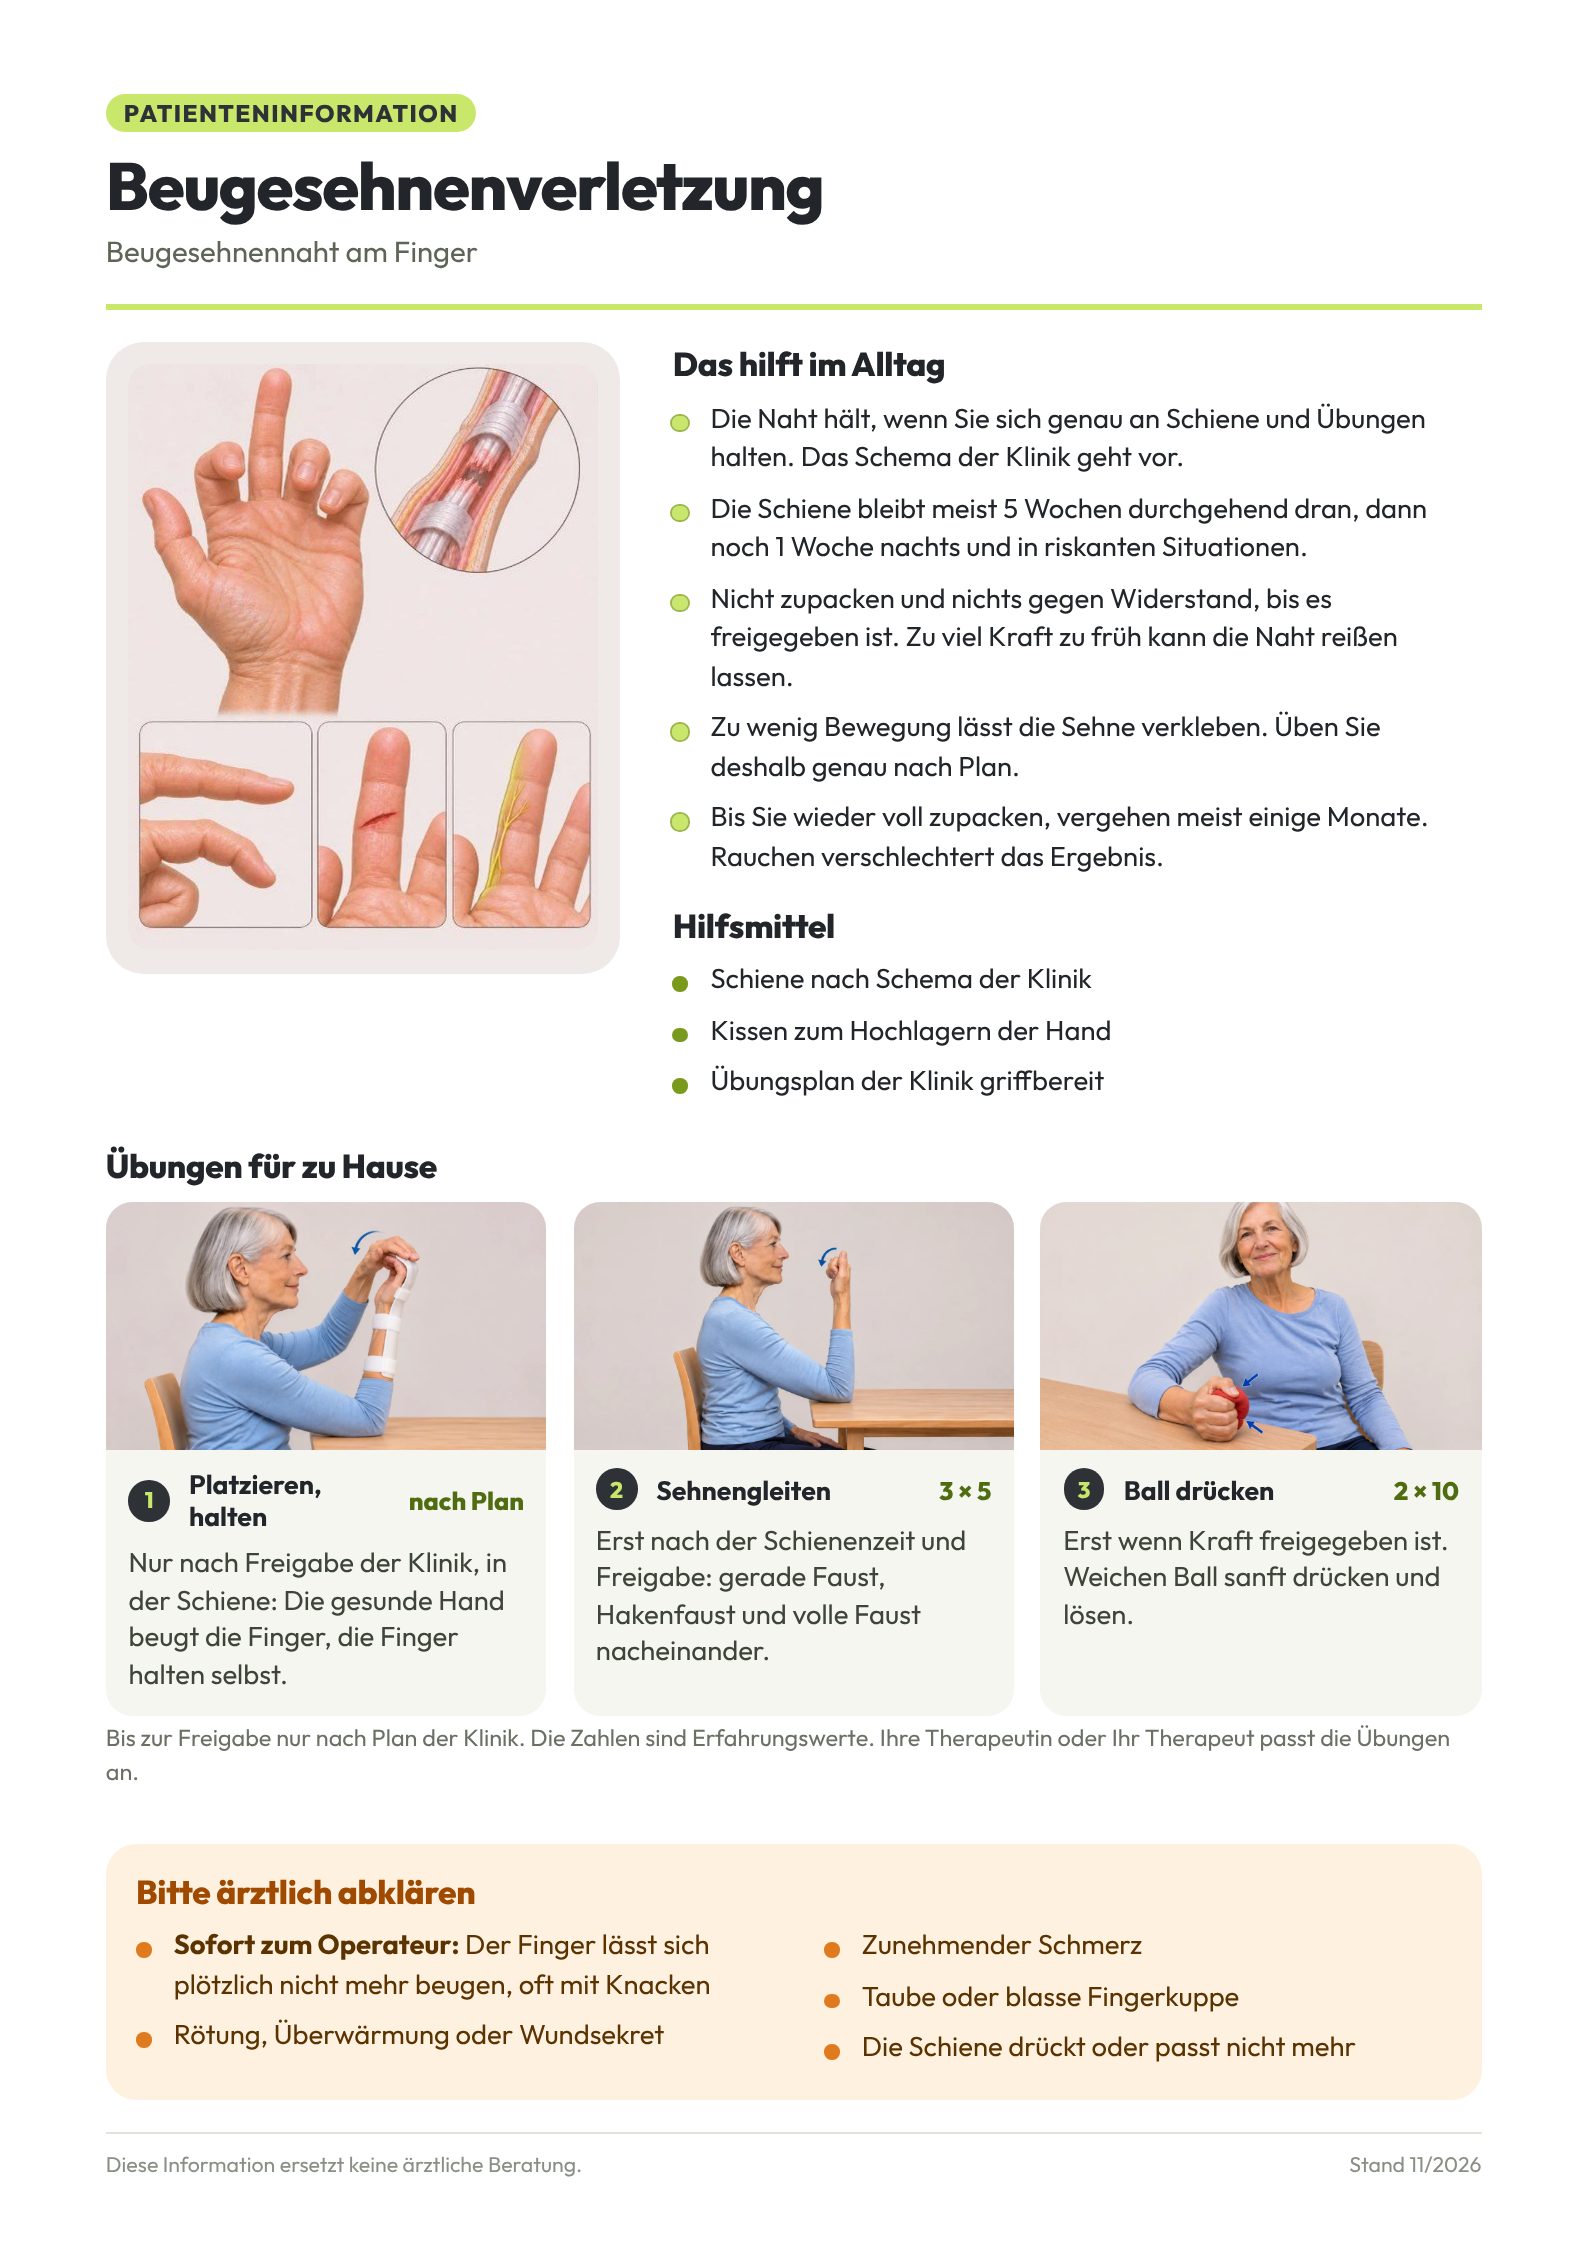 PATIENTENINFORMATION
Beugesehnenverletzung
Beugesehnennaht am Finger
Das hilft im Alltag
Die Naht hält, wenn Sie sich genau an Schiene und Übungen
halten. Das Schema der Klinik geht vor.
Die Schiene bleibt meist 5 Wochen durchgehend dran, dann
noch 1 Woche nachts und in riskanten Situationen.
Nicht zupacken und nichts gegen Widerstand, bis es
freigegeben ist. Zu viel Kraft zu früh kann die Naht reißen
lassen.
Zu wenig Bewegung lässt die Sehne verkleben. Üben Sie
deshalb genau nach Plan.
Bis Sie wieder voll zupacken, vergehen meist einige Monate.
Rauchen verschlechtert das Ergebnis.
Hilfsmittel
Schiene nach Schema der Klinik
Kissen zum Hochlagern der Hand
Übungsplan der Klinik griffbereit
Übungen für zu Hause
1 Platzieren,
halten
nach Plan
Nur nach Freigabe der Klinik, in
der Schiene: Die gesunde Hand
beugt die Finger, die Finger
halten selbst.
2 Sehnengleiten 3 × 5
Erst nach der Schienenzeit und
Freigabe: gerade Faust,
Hakenfaust und volle Faust
nacheinander.
3 Ball drücken 2 × 10
Erst wenn Kraft freigegeben ist.
Weichen Ball sanft drücken und
lösen.
Bis zur Freigabe nur nach Plan der Klinik. Die Zahlen sind Erfahrungswerte. Ihre Therapeutin oder Ihr Therapeut passt die Übungen
an.
Bitte ärztlich abklären
Sofort zum Operateur: Der Finger lässt sich
plötzlich nicht mehr beugen, oft mit Knacken
Rötung, Überwärmung oder Wundsekret
Zunehmender Schmerz
Taube oder blasse Fingerkuppe
Die Schiene drückt oder passt nicht mehr
Diese Information ersetzt keine ärztliche Beratung.
Stand 11/2026